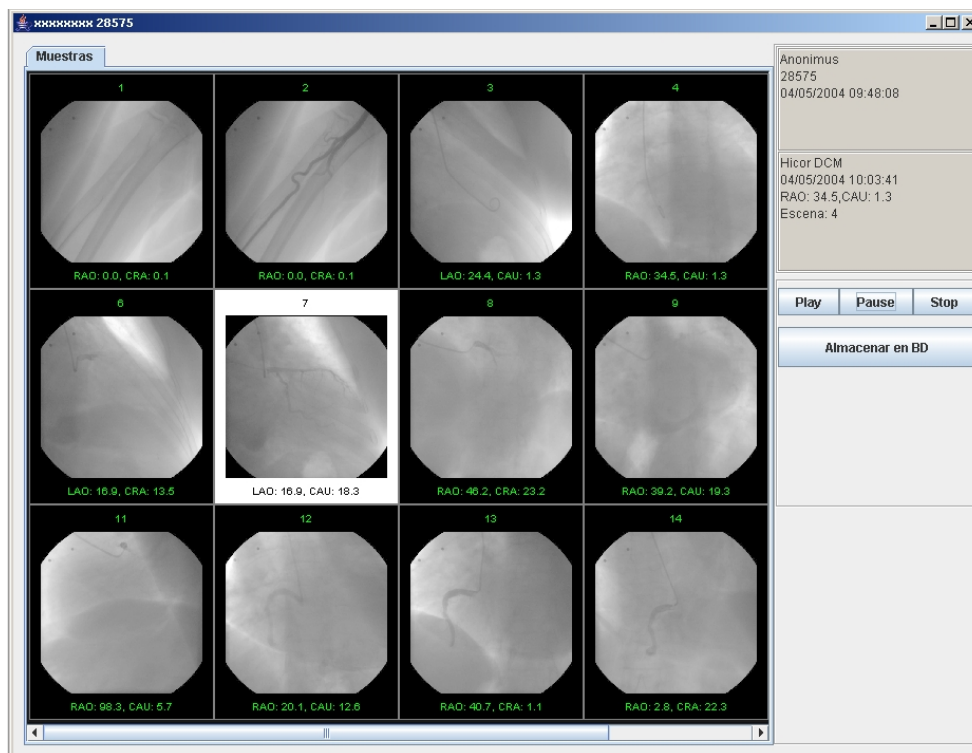 xxxxxxxx 28575
Muestras
1
2
3
4
RAO: 0.0, CRA: 0.1
RAO: 0.0, CRA: 0.1
LAO: 24.4, CAU: 1.3
RAO: 34.5, CAU: 1.3
6
7
8
9
LAO: 16.9, CRA: 13.5
LAO: 16.9, CAU: 18.3
RAO: 46.2, CRA: 23.2
RAO: 39.2, CAU: 19.3
11
12
13
14
RAO: 98.3, CAU: 5.7
RAO: 20.1, CAU: 12.6
RAO: 40.7, CRA: 1.1
RAO: 2.8, CRA: 22.3
Anonimus
28575
04/05/2004 09:48:08
Hicor DCM
04/05/2004 10:03:41
RAO: 34.5,CAU: 1.3
Escena: 4
Play
Pause
Stop
Almacenar en BD